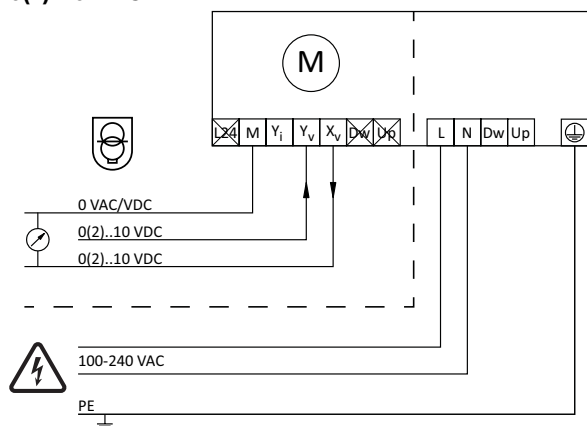 M
L24 M Yi Yv Xv Dw Up L N Dw Up
0 VAC/VDC
0(2)..10 VDC
0(2)..10 VDC
100-240 VAC
PE